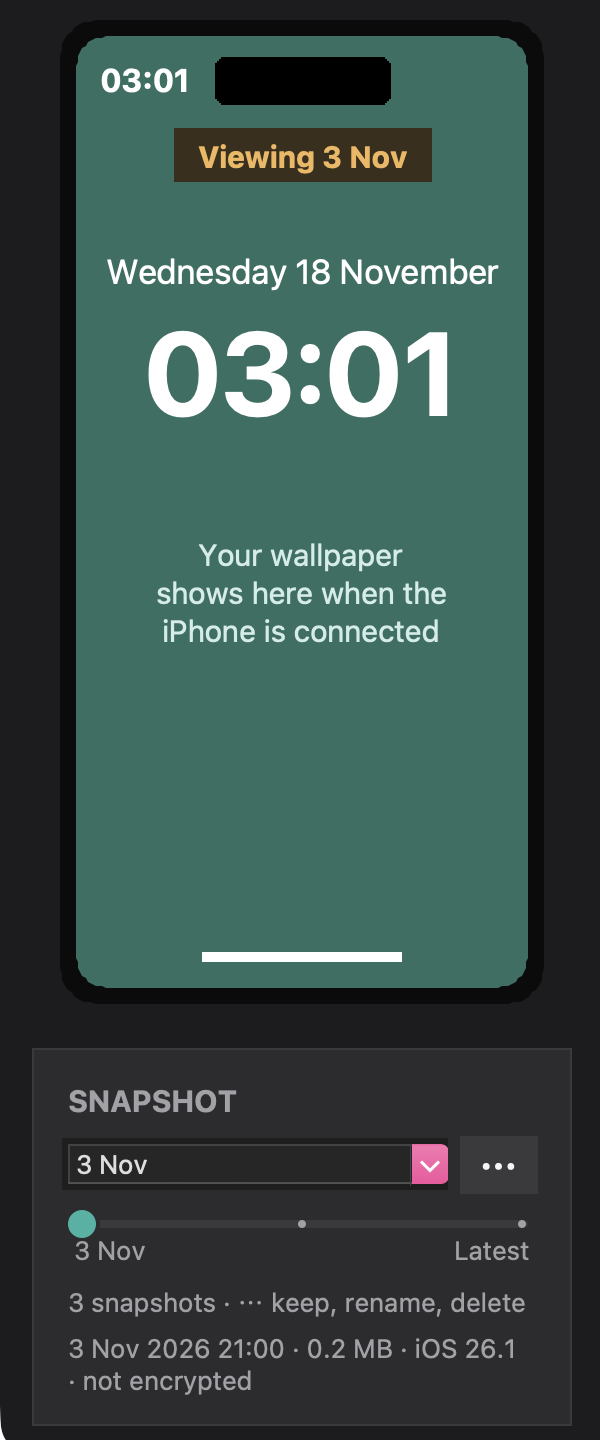 03:01
Viewing 3 Nov
Wednesday 18 November
03:01
Your wallpaper
shows here when the
iPhone is connected
SNAPSHOT
3 Nov
•••
3 Nov Latest
3 snapshots · ··· keep, rename, delete
3 Nov 2026 21:00 · 0.2 MB · iOS 26.1
· not encrypted